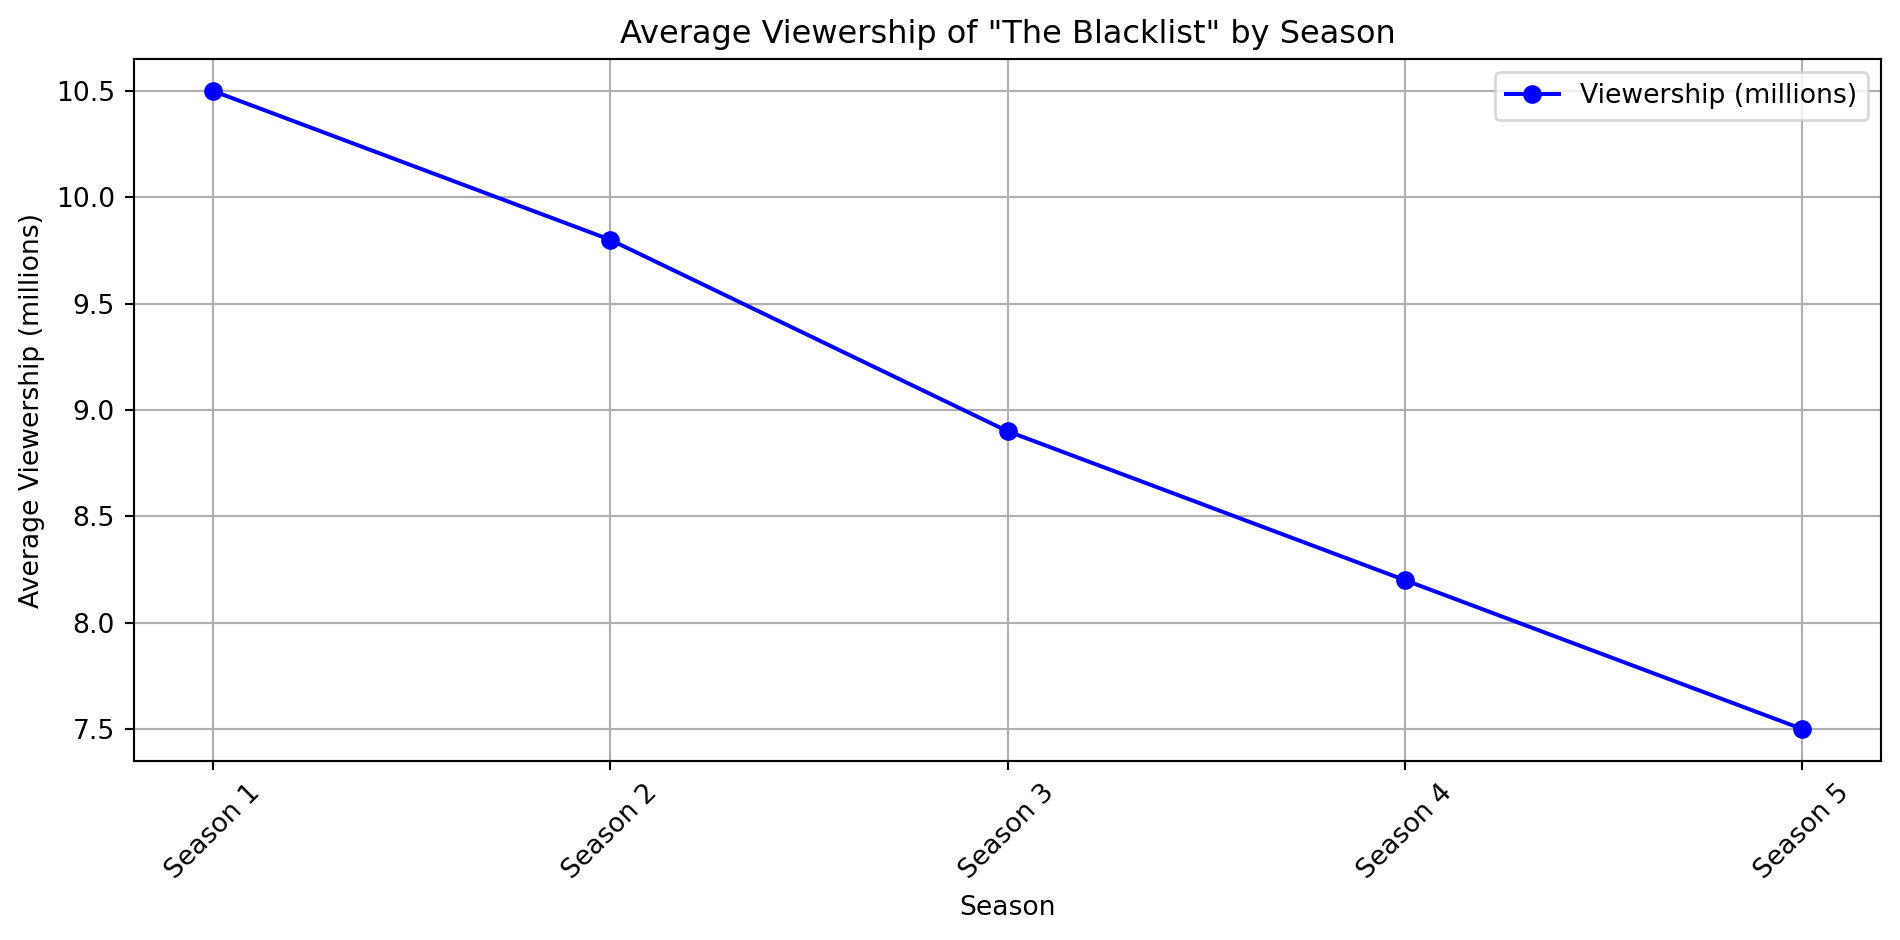 Average Viewership of "The Blacklist" by Season
Viewership (millions)
Average Viewership (millions)
10.5
10.0
9.5
9.0
8.5
8.0
7.5
Season 1
Season 2
Season 3
Season 4
Season 5
Season